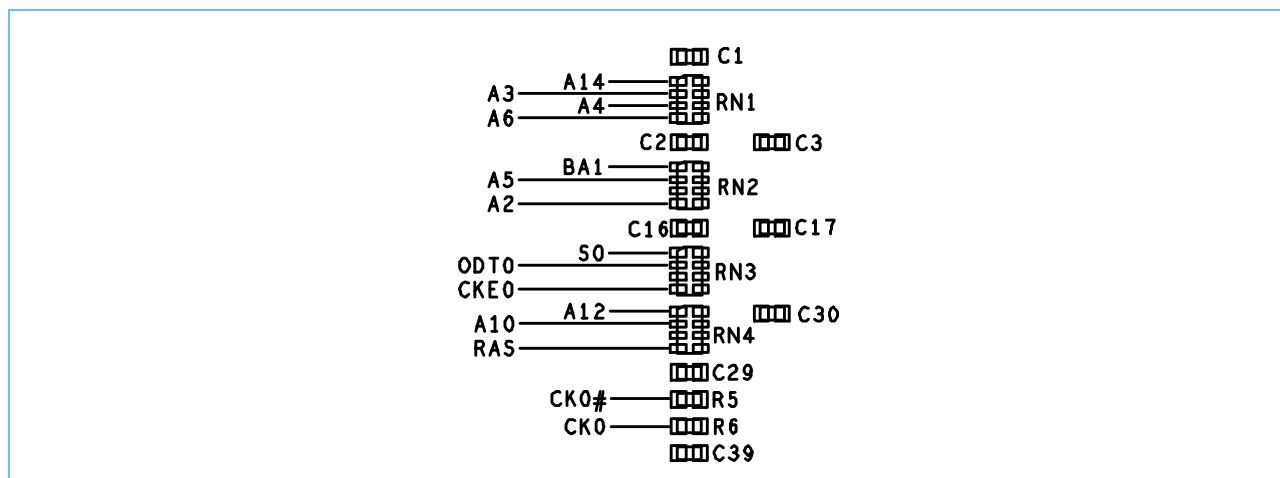 C1
A14
A3
A4
RN1
A6
C2 C3
BA1
A5
RN2
A2
C16 C17
S0
ODT0
RN3
CKE0
A12 C30
A10
RN4
RAS
C29
CK0# R5
CK0 R6
C39